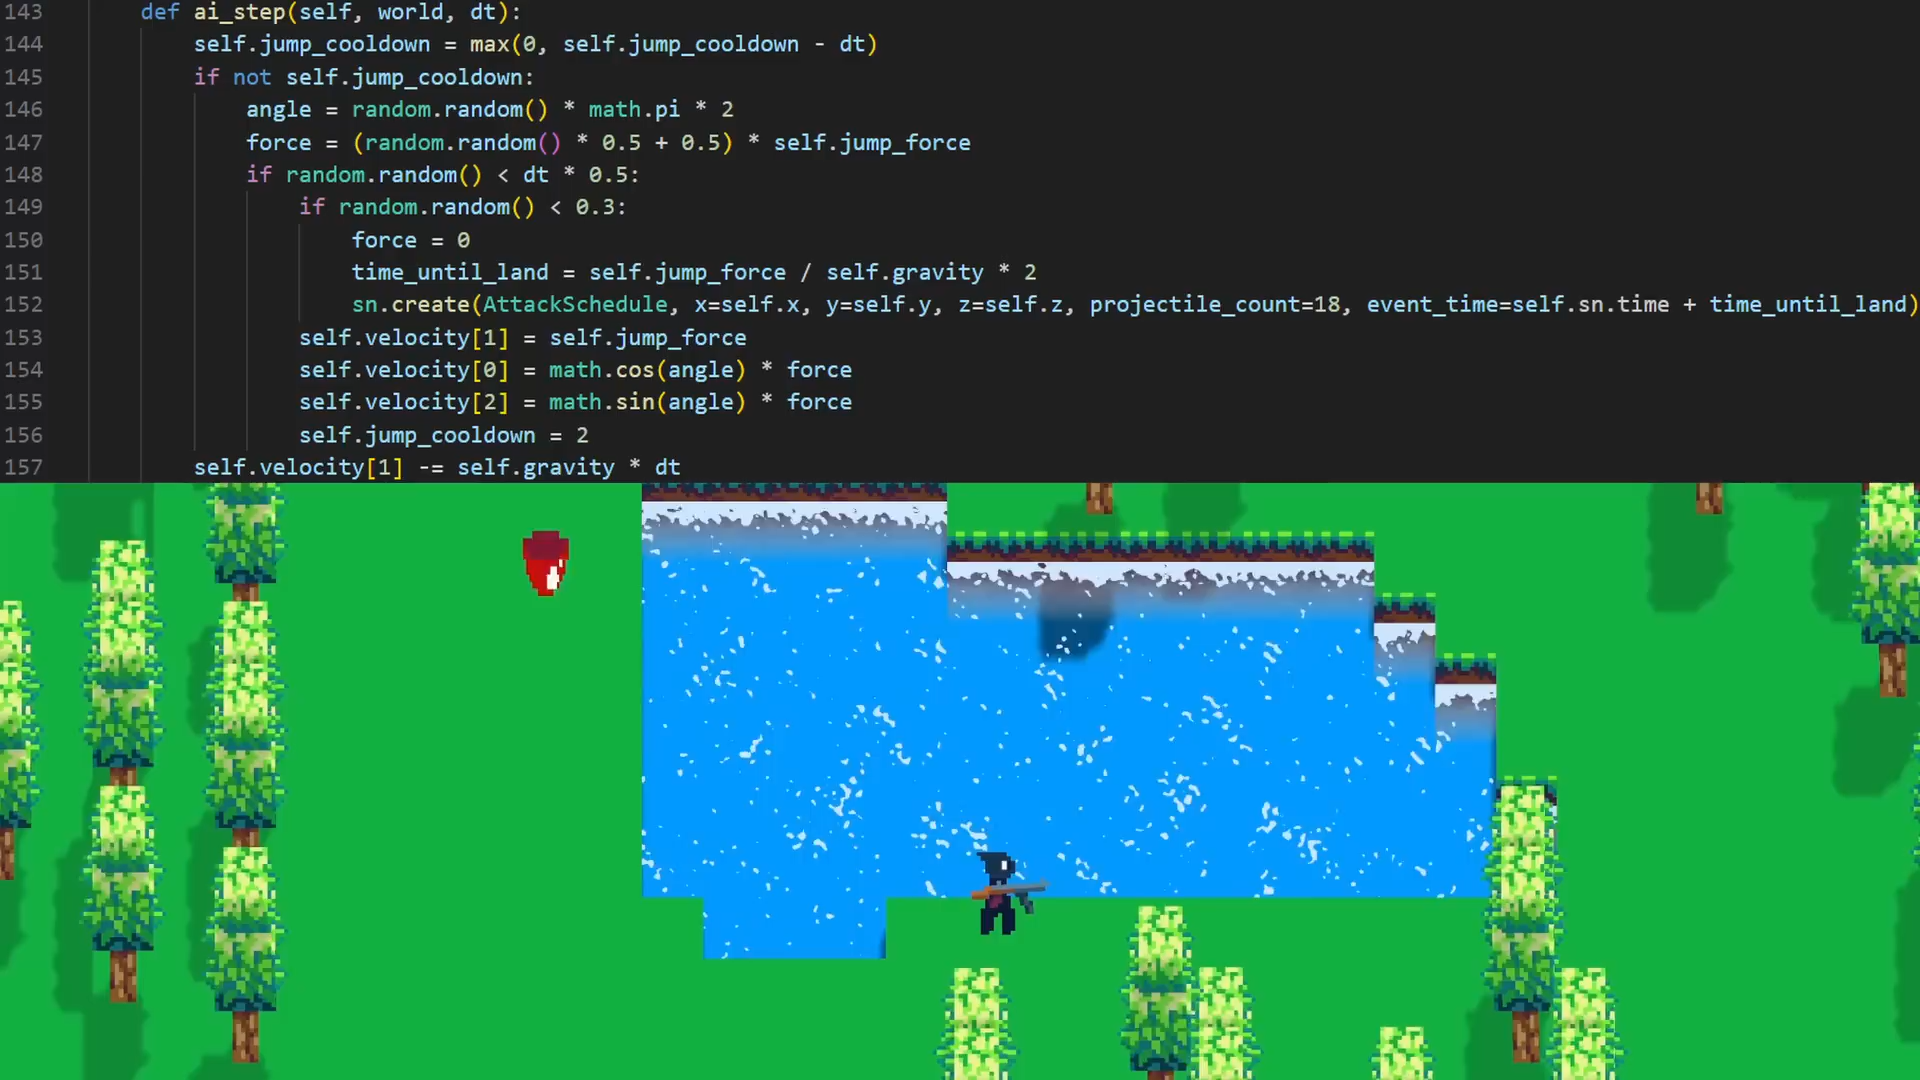 143 def ai_step(self, world, dt):
144 self.jump_cooldown = max(0, self.jump_cooldown - dt)
145 if not self.jump_cooldown:
146 angle = random.random() * math.pi * 2
147 force = (random.random() * 0.5 + 0.5) * self.jump_force
148 if random.random() < dt * 0.5:
149 if random.random() < 0.3:
150 force = 0
151 time_until_land = self.jump_force / self.gravity * 2
152 sn.create(AttackSchedule, x=self.x, y=self.y, z=self.z, projectile_count=18, event_time=self.sn.time + time_until_land)
153 self.velocity[1] = self.jump_force
154 self.velocity[0] = math.cos(angle) * force
155 self.velocity[2] = math.sin(angle) * force
156 self.jump_cooldown = 2
157 self.velocity[1] -= self.gravity * dt